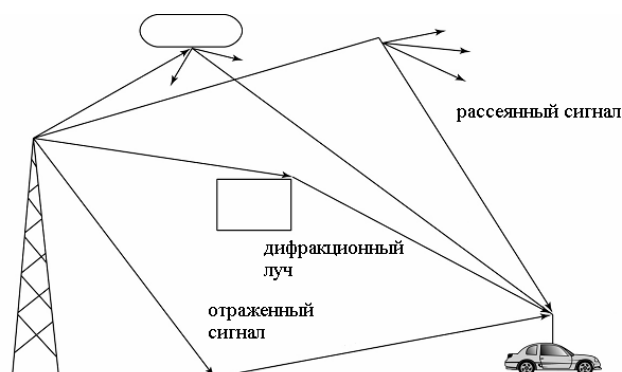 рассеянный сигнал
дифракционный
луч
отраженный
сигнал